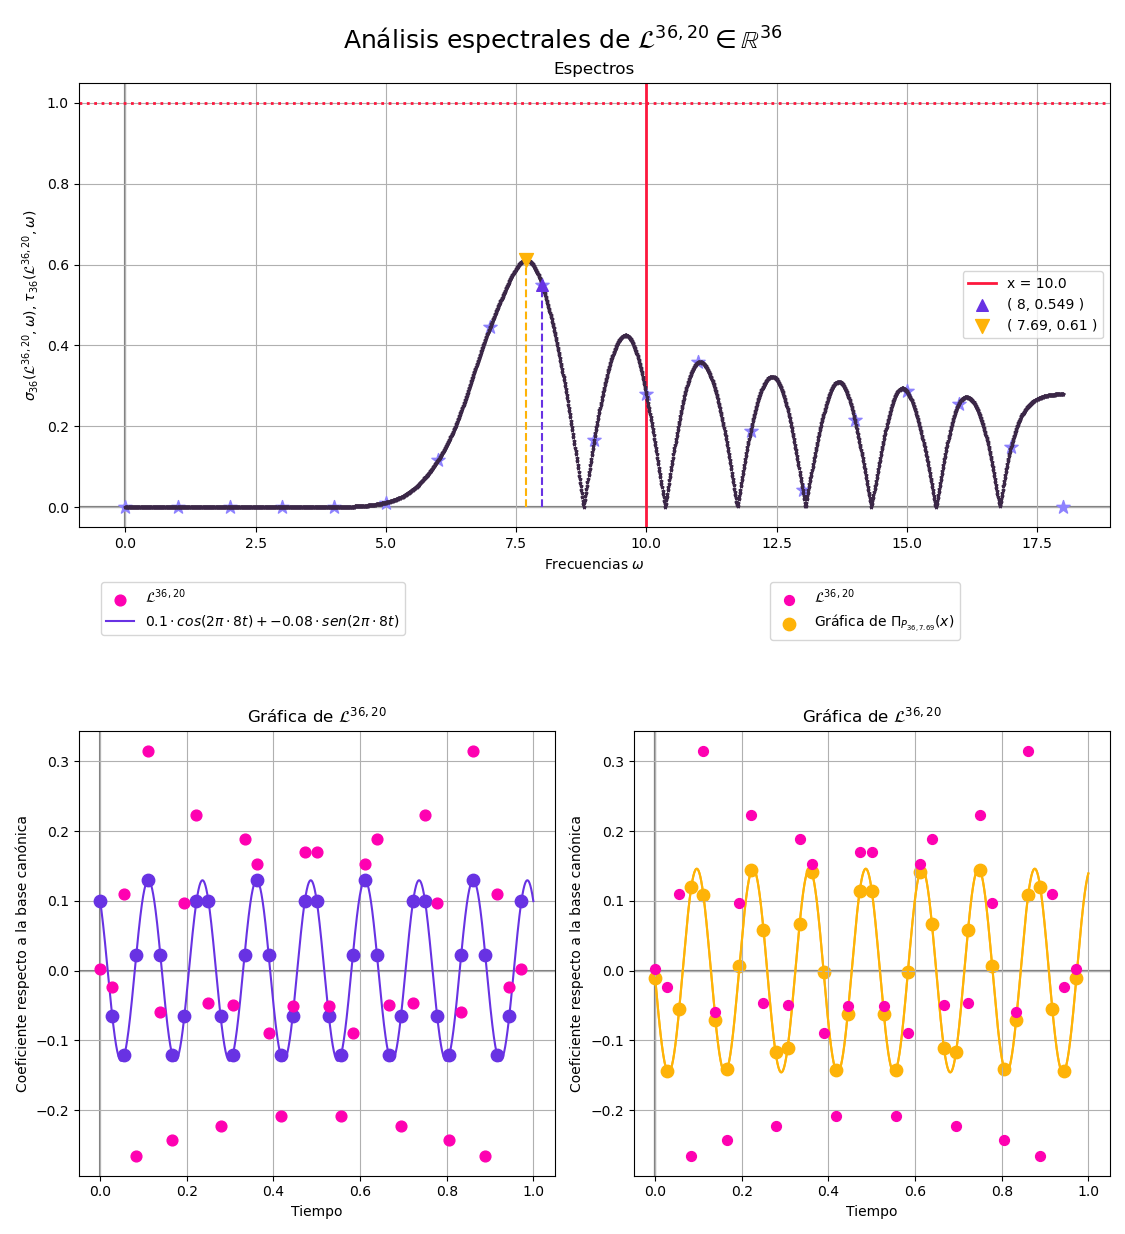 Análisis espectrales de 𝓛^{36,20} ∈ ℝ^{36}
Espectros
σ₃₆(𝓛^{36,20}, ω), τ₃₆(𝓛^{36,20}, ω)
1.0
0.8
0.6
0.4
0.2
0.0
x = 10.0
( 8, 0.549 )
( 7.69, 0.61 )
0.0 2.5 5.0 7.5 10.0 12.5 15.0 17.5
Frecuencias ω
𝓛^{36,20}
0.1 · cos(2π · 8t) + −0.08 · sen(2π · 8t)
𝓛^{36,20}
Gráfica de Π_{P_{36,7.69}}(x)
Gráfica de 𝓛^{36,20}
Coeficiente respecto a la base canónica
0.3
0.2
0.1
0.0
−0.1
−0.2
0.0 0.2 0.4 0.6 0.8 1.0
Tiempo
Gráfica de 𝓛^{36,20}
Coeficiente respecto a la base canónica
0.3
0.2
0.1
0.0
−0.1
−0.2
0.0 0.2 0.4 0.6 0.8 1.0
Tiempo